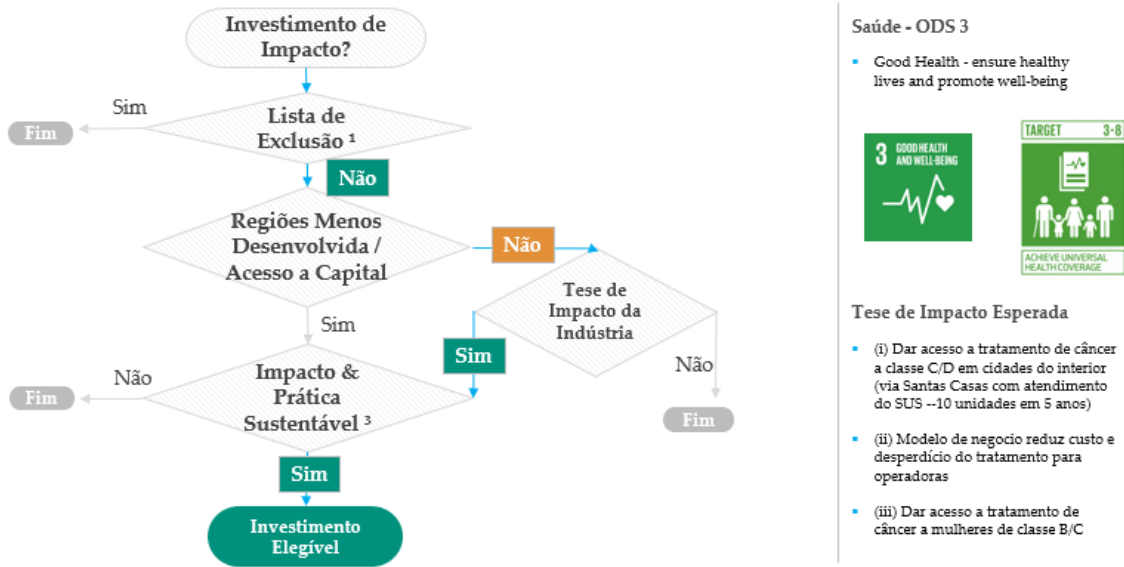 Investimento de
Impacto?
Sim
Fim
Lista de
Exclusão ¹
Não
Regiões Menos
Desenvolvida /
Acesso a Capital
Não
Tese de
Impacto da
Indústria
Sim
Sim
Não
Fim
Não
Fim
Impacto &
Prática
Sustentável ³
Sim
Investimento
Elegível
Saúde - ODS 3
▪ Good Health - ensure healthy
lives and promote well-being
3 GOOD HEALTH
AND WELL-BEING
TARGET 3·8
ACHIEVE UNIVERSAL
HEALTH COVERAGE
Tese de Impacto Esperada
▪ (i) Dar acesso a tratamento de câncer
a classe C/D em cidades do interior
(via Santas Casas com atendimento
do SUS --10 unidades em 5 anos)
▪ (ii) Modelo de negocio reduz custo e
desperdício do tratamento para
operadoras
▪ (iii) Dar acesso a tratamento de
câncer a mulheres de classe B/C